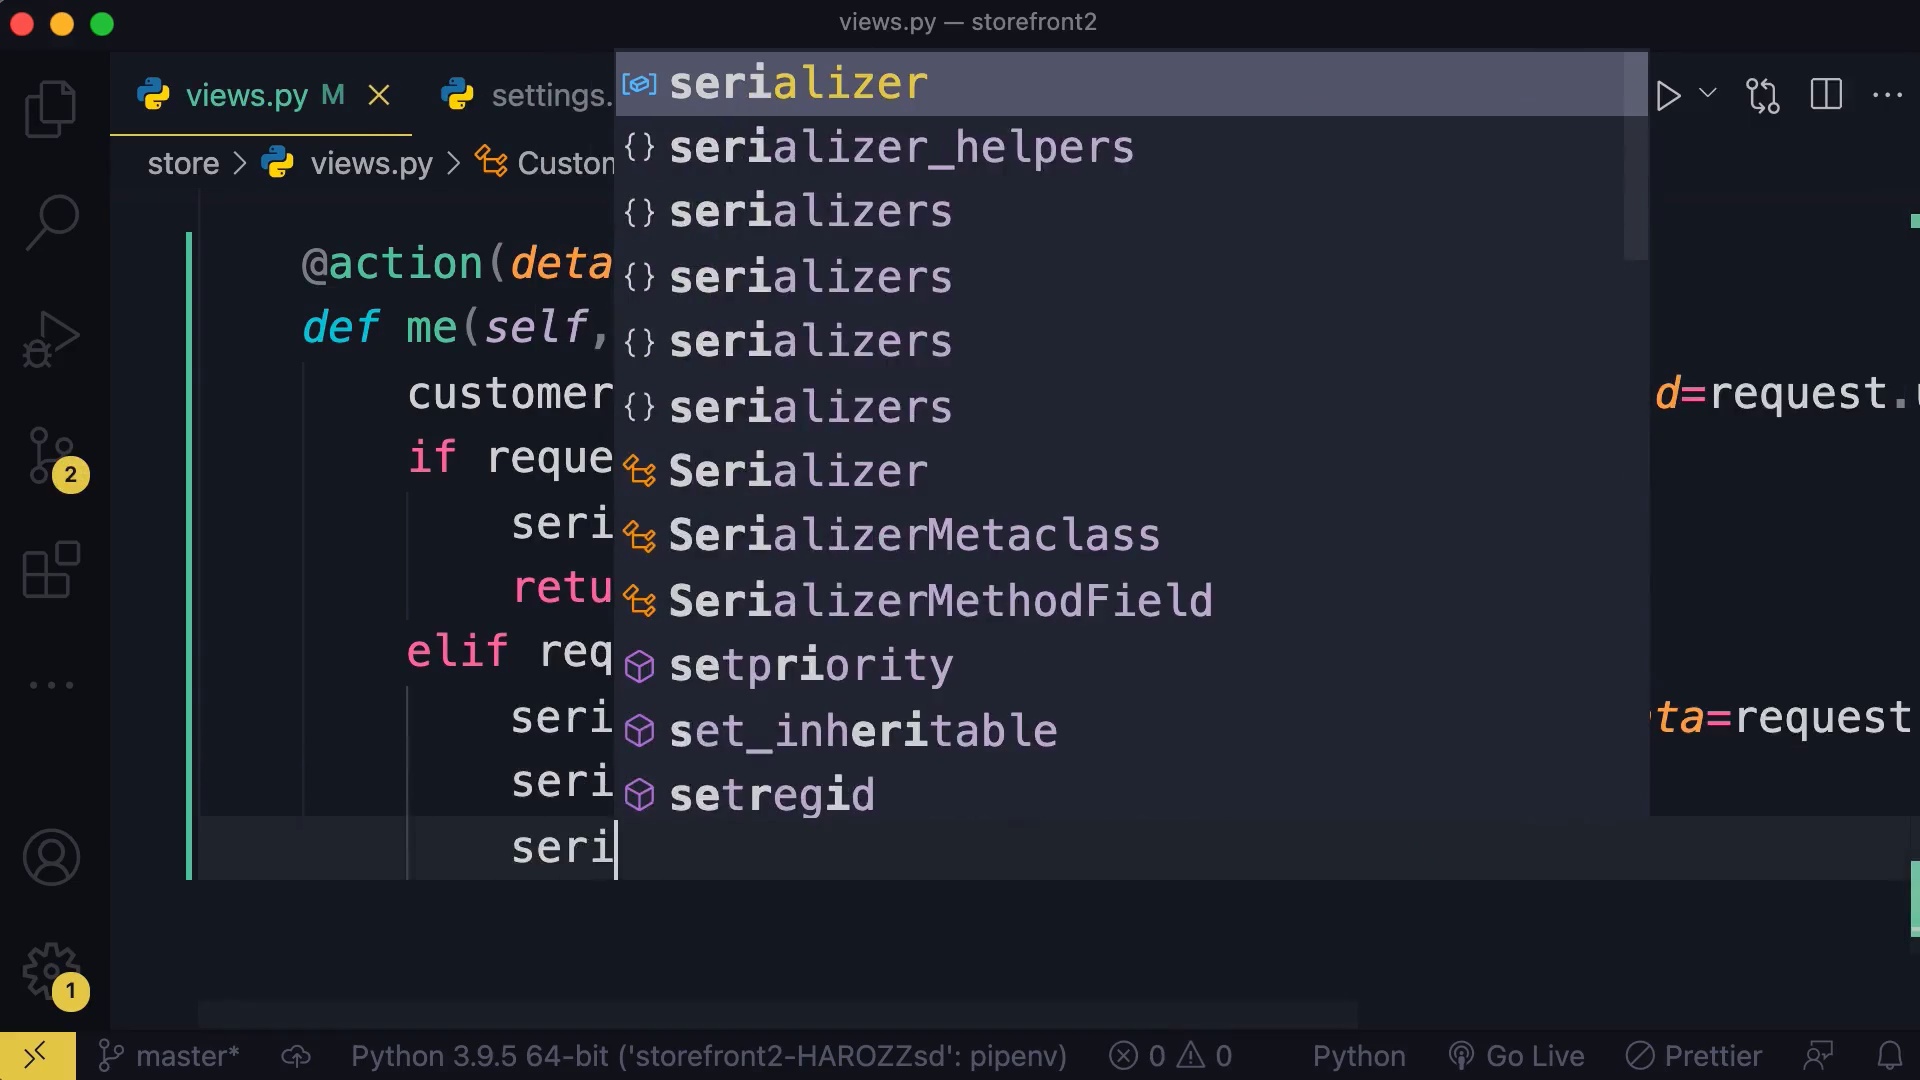 views.py — storefront2
views.py M
settings.
store > views.py > Custom
serializer
serializer_helpers
serializers
serializers
serializers
serializers
Serializer
SerializerMetaclass
SerializerMethodField
setpriority
set_inheritable
setregid
@action(deta
def me(self,
customer d=request.u
if reque
seri
retu
elif req
seri ta=request
seri
seri
2
1
master* Python 3.9.5 64-bit ('storefront2-HAROZZsd': pipenv) 0 0 Python Go Live Prettier